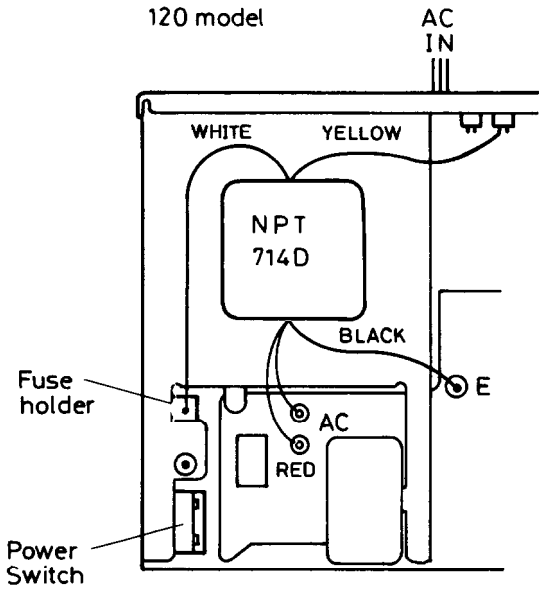 120 model
AC
IN
WHITE
YELLOW
NPT
714D
BLACK
E
Fuse
holder
AC
RED
Power
Switch